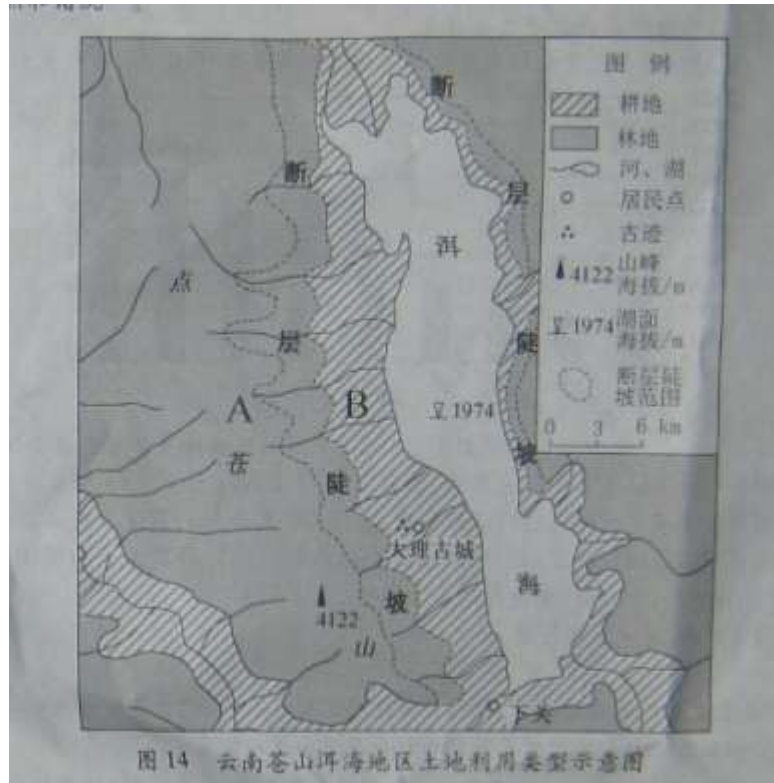 图 例
耕地
林地
河、湖
居民点
古迹
4122 山峰
海拔/m
1974 湖面
海拔/m
断层陡
坡范围
0 3 6 km
断
层
陡
坡
断
层
陡
坡
洱
海
点
苍
山
A
B
1974
大理古城
4122
下关
图 14 云南苍山洱海地区土地利用类型示意图